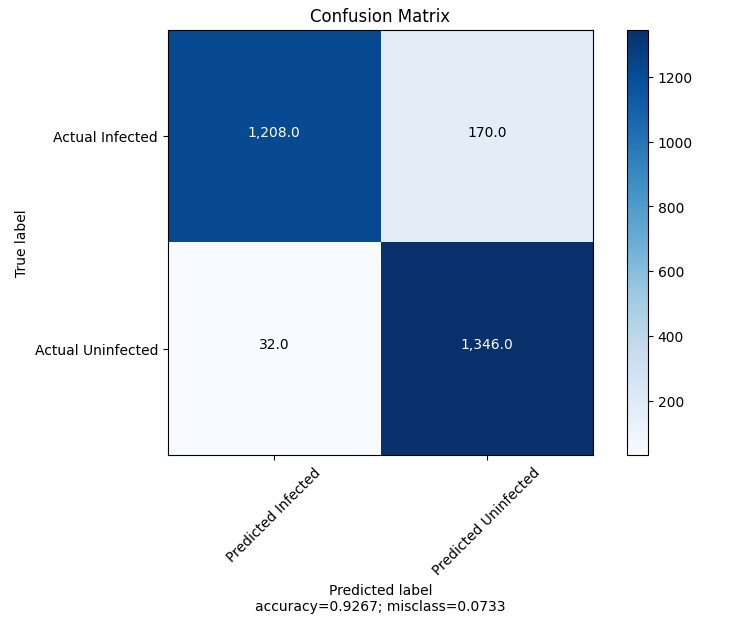 Confusion Matrix
True label
Actual Infected
1,208.0
170.0
Actual Uninfected
32.0
1,346.0
Predicted Infected
Predicted Uninfected
Predicted label
accuracy=0.9267; misclass=0.0733
1200
1000
800
600
400
200